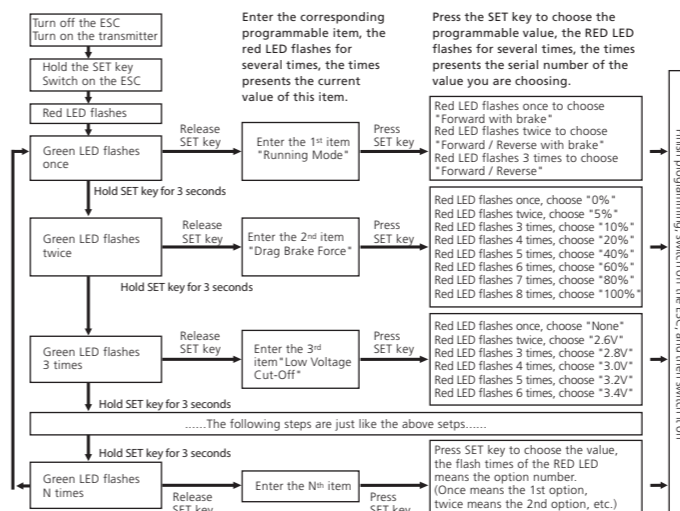 Turn off the ESC
Turn on the transmitter
Hold the SET key
Switch on the ESC
Red LED flashes
Enter the corresponding
programmable item, the
red LED flashes for
several times, the times
presents the current
value of this item.
Press the SET key to choose the
programmable value, the RED LED
flashes for several times, the times
presents the serial number of the
value you are choosing.
Green LED flashes
once
Release
SET key
Enter the 1st item
"Running Mode"
Press
SET key
Red LED flashes once to choose
"Forward with brake"
Red LED flashes twice to choose
"Forward / Reverse with brake"
Red LED flashes 3 times to choose
"Forward / Reverse"
Hold SET key for 3 seconds
Green LED flashes
twice
Release
SET key
Enter the 2nd item
"Drag Brake Force"
Press
SET key
Red LED flashes once, choose "0%"
Red LED flashes twice, choose "5%"
Red LED flashes 3 times, choose "10%"
Red LED flashes 4 times, choose "20%"
Red LED flashes 5 times, choose "40%"
Red LED flashes 6 times, choose "60%"
Red LED flashes 7 times, choose "80%"
Red LED flashes 8 times, choose "100%"
Hold SET key for 3 seconds
Green LED flashes
3 times
Release
SET key
Enter the 3rd
item"Low Voltage
Cut-Off"
Press
SET key
Red LED flashes once, choose "None"
Red LED flashes twice, choose "2.6V"
Red LED flashes 3 times, choose "2.8V"
Red LED flashes 4 times, choose "3.0V"
Red LED flashes 5 times, choose "3.2V"
Red LED flashes 6 times, choose "3.4V"
Hold SET key for 3 seconds
......The following steps are just like the above setps......
Hold SET key for 3 seconds
Green LED flashes
N times
Release
SET key
Enter the Nth item
Press
SET key
Press SET key to choose the value,
the flash times of the RED LED
means the option number.
(Once means the 1st option,
twice means the 2nd option, etc.)
programming, switch off the ESC, and then switch it on